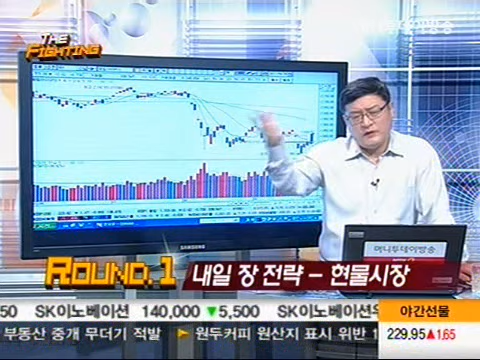 THE
FIGHTING
SAMSUNG
머니투데이방송
ROUND.1 내일 장 전략 - 현물시장
50 SK이노베이션 140,000 ▼5,500 SK이노베이션우 야간선물
부동산 중개 무더기 적발 ▶ 원두커피 원산지 표시 위반 1 229.95▲1.65